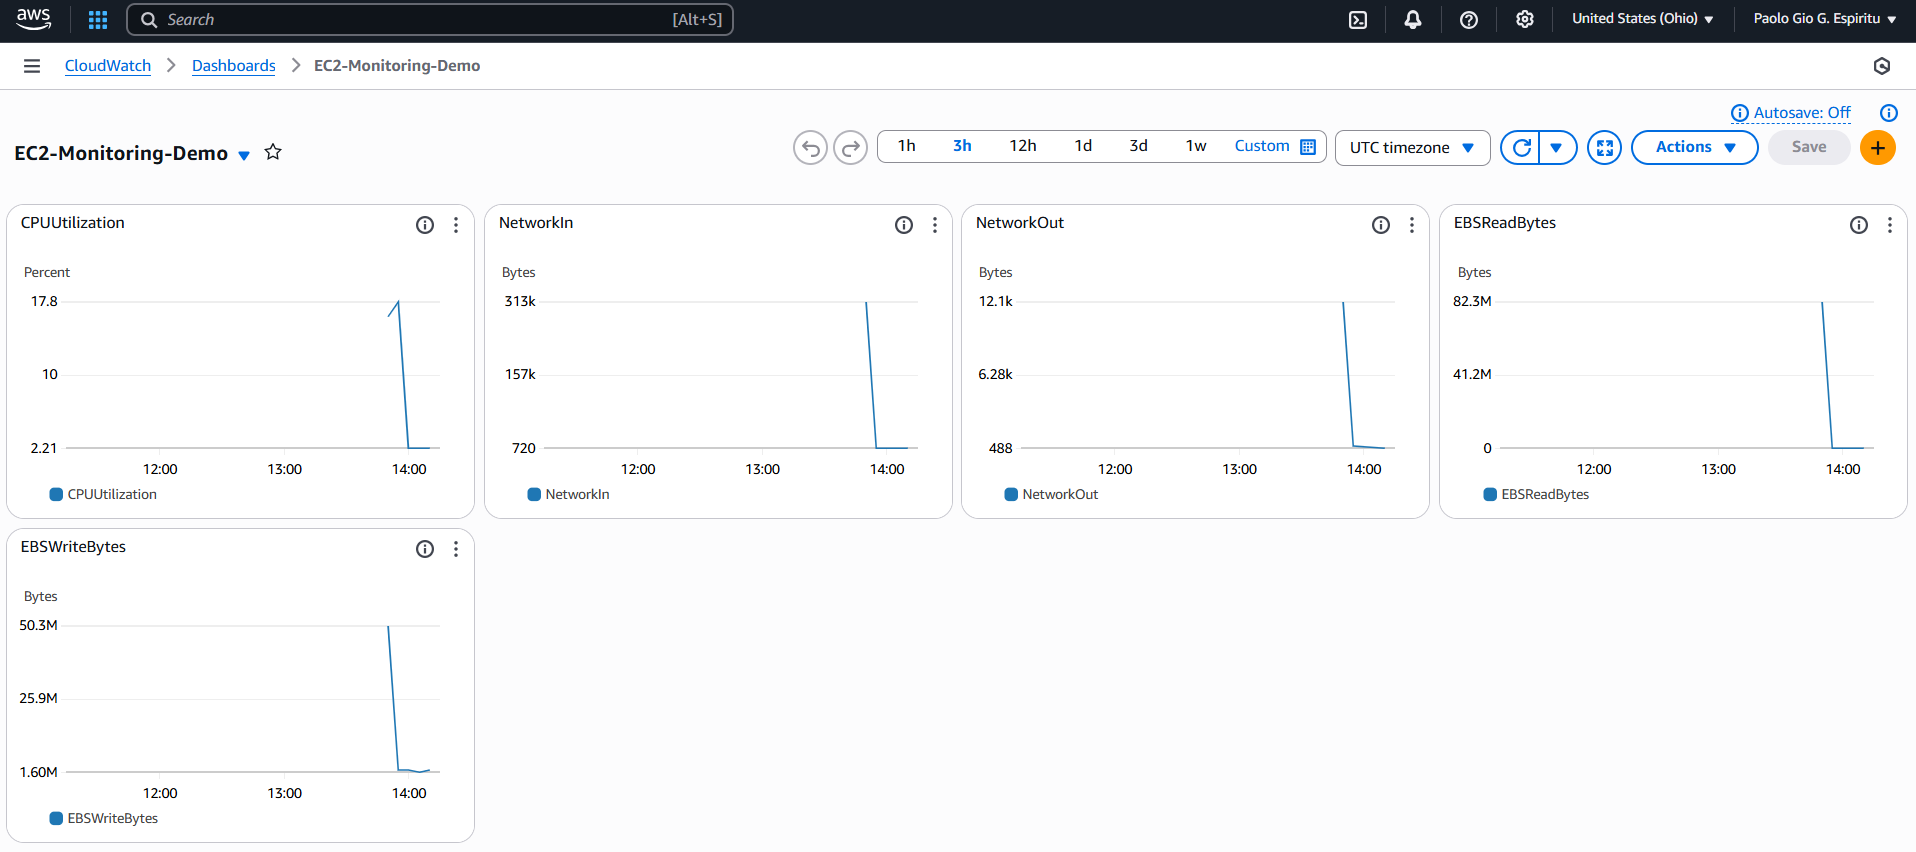 aws
Search [Alt+S]
United States (Ohio)
Paolo Gio G. Espiritu
CloudWatch
Dashboards
EC2-Monitoring-Demo
Autosave: Off
EC2-Monitoring-Demo
1h 3h 12h 1d 3d 1w Custom
UTC timezone
Actions
Save
CPUUtilization
Percent
17.8
10
2.21
12:00 13:00 14:00
CPUUtilization
NetworkIn
Bytes
313k
157k
720
12:00 13:00 14:00
NetworkIn
NetworkOut
Bytes
12.1k
6.28k
488
12:00 13:00 14:00
NetworkOut
EBSReadBytes
Bytes
82.3M
41.2M
0
12:00 13:00 14:00
EBSReadBytes
EBSWriteBytes
Bytes
50.3M
25.9M
1.60M
12:00 13:00 14:00
EBSWriteBytes